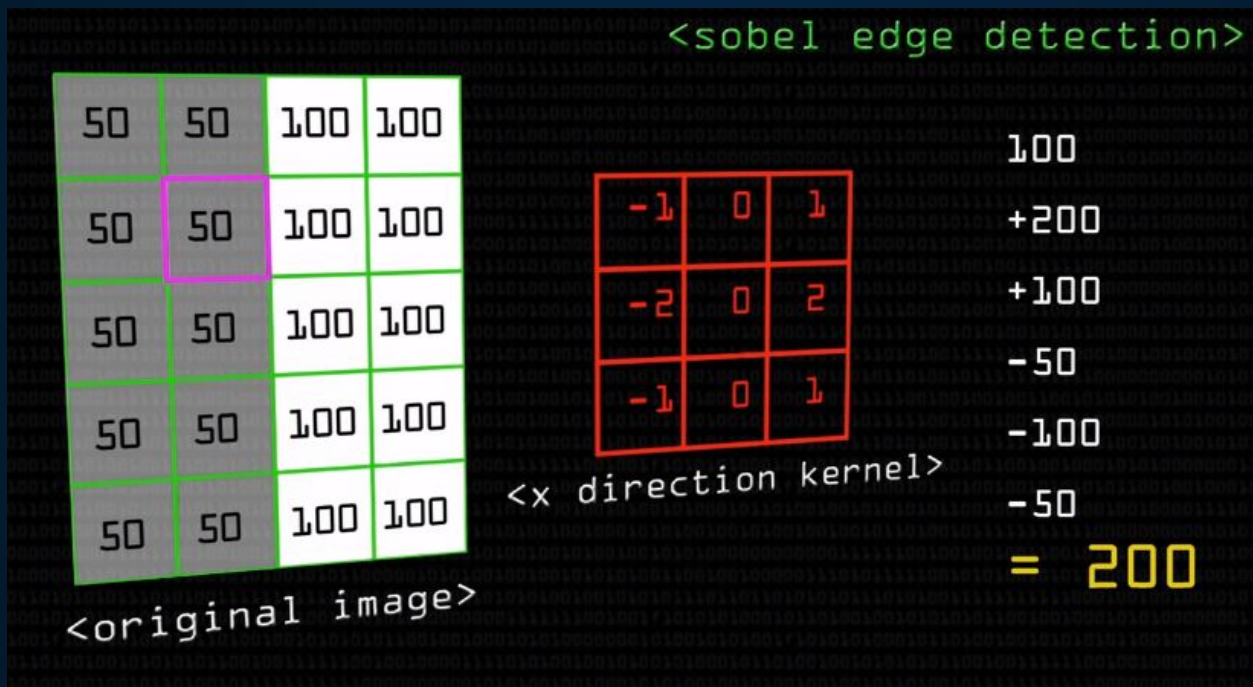 <sobel edge detection>
50 50 100 100
50 50 100 100
50 50 100 100
50 50 100 100
50 50 100 100
<original image>
-1 0 1
-2 0 2
-1 0 1
<x direction kernel>
100
+200
+100
-50
-100
-50
= 200